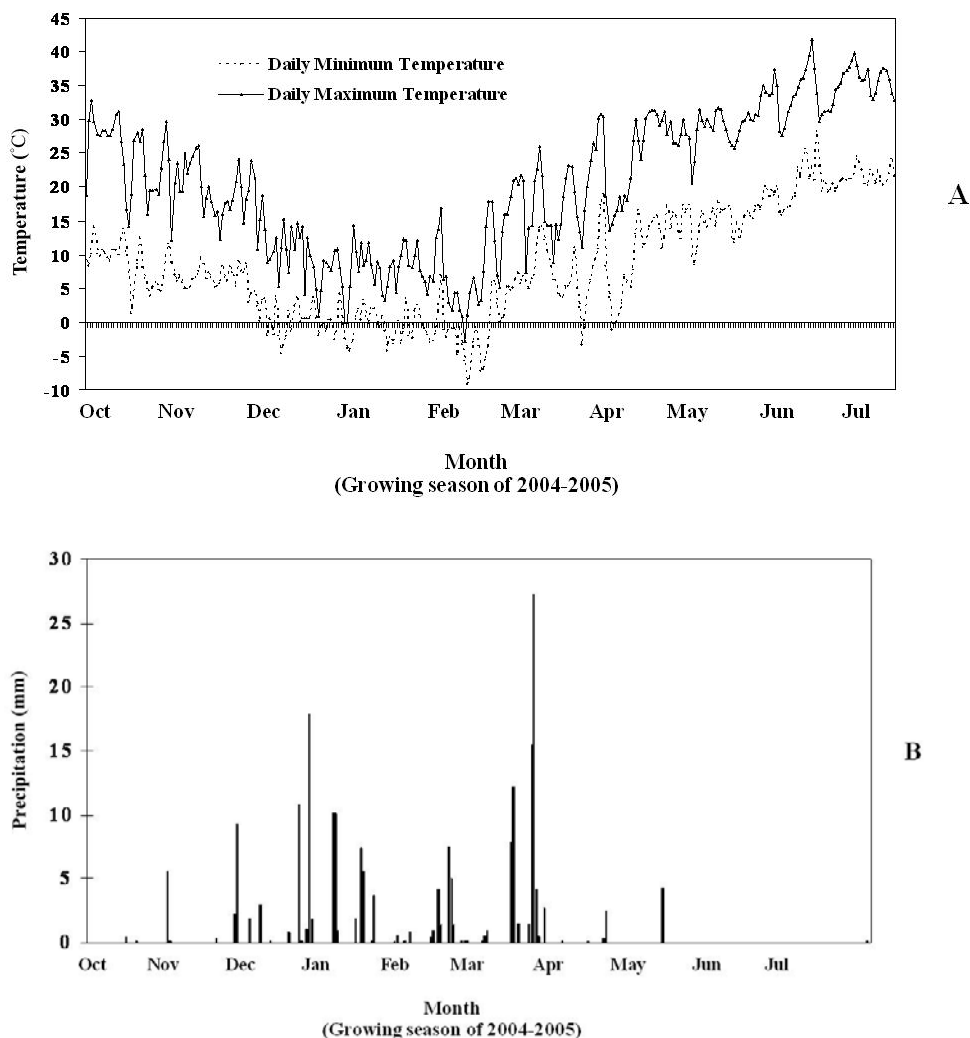 45
40
35
30
25
20
15
10
5
0
-5
-10
Temperature (°C)
Daily Minimum Temperature
Daily Maximum Temperature
A
Oct Nov Dec Jan Feb Mar Apr May Jun Jul
Month
(Growing season of 2004-2005)
30
25
20
15
10
5
0
Precipitation (mm)
B
Oct Nov Dec Jan Feb Mar Apr May Jun Jul
Month
(Growing season of 2004-2005)